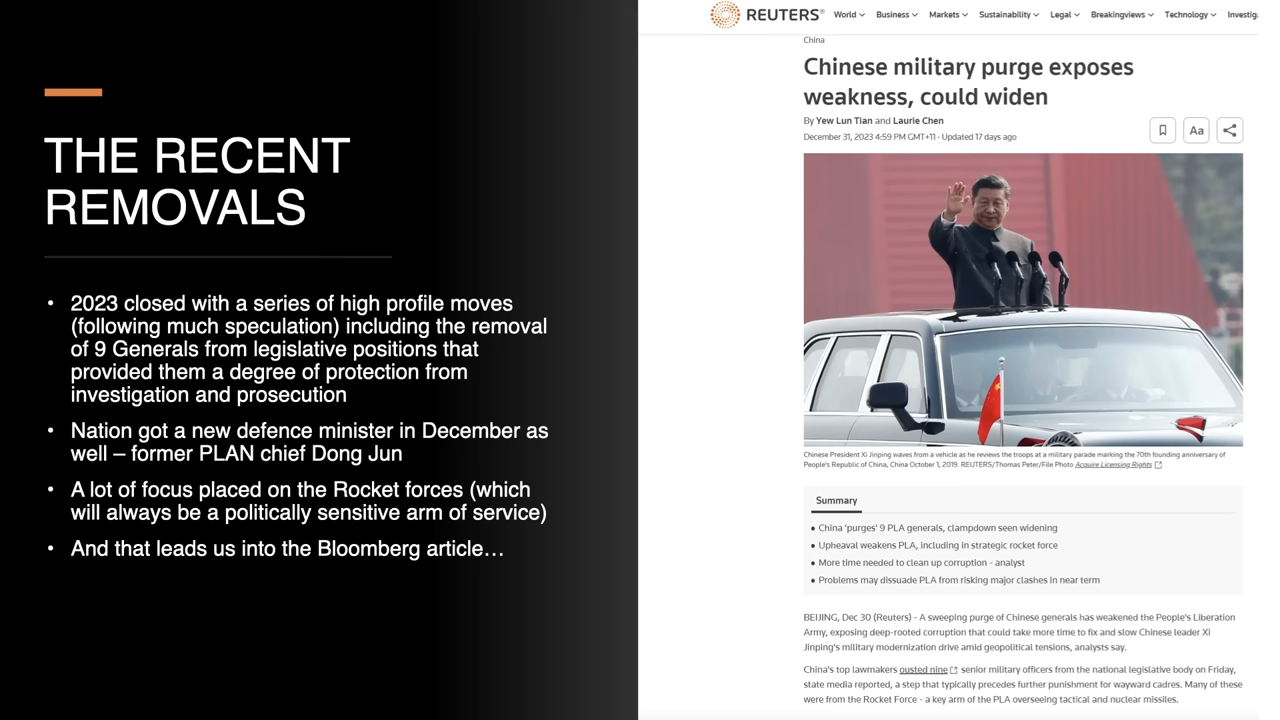 THE RECENT
REMOVALS
• 2023 closed with a series of high profile moves
(following much speculation) including the removal
of 9 Generals from legislative positions that
provided them a degree of protection from
investigation and prosecution
• Nation got a new defence minister in December as
well – former PLAN chief Dong Jun
• A lot of focus placed on the Rocket forces (which
will always be a politically sensitive arm of service)
• And that leads us into the Bloomberg article…
REUTERS® World Business Markets Sustainability Legal Breakingviews Technology Investig
China
Chinese military purge exposes
weakness, could widen
By Yew Lun Tian and Laurie Chen
December 31, 2023 4:59 PM GMT+11 · Updated 17 days ago
Aa
Chinese President Xi Jinping waves from a vehicle as he reviews the troops at a military parade marking the 70th founding anniversary of
People's Republic of China, China October 1, 2019. REUTERS/Thomas Peter/File Photo Acquire Licensing Rights
Summary
• China 'purges' 9 PLA generals, clampdown seen widening
• Upheaval weakens PLA, including in strategic rocket force
• More time needed to clean up corruption - analyst
• Problems may dissuade PLA from risking major clashes in near term
BEIJING, Dec 30 (Reuters) - A sweeping purge of Chinese generals has weakened the People's Liberation
Army, exposing deep-rooted corruption that could take more time to fix and slow Chinese leader Xi
Jinping's military modernization drive amid geopolitical tensions, analysts say.
China's top lawmakers ousted nine senior military officers from the national legislative body on Friday,
state media reported, a step that typically precedes further punishment for wayward cadres. Many of these
were from the Rocket Force - a key arm of the PLA overseeing tactical and nuclear missiles.